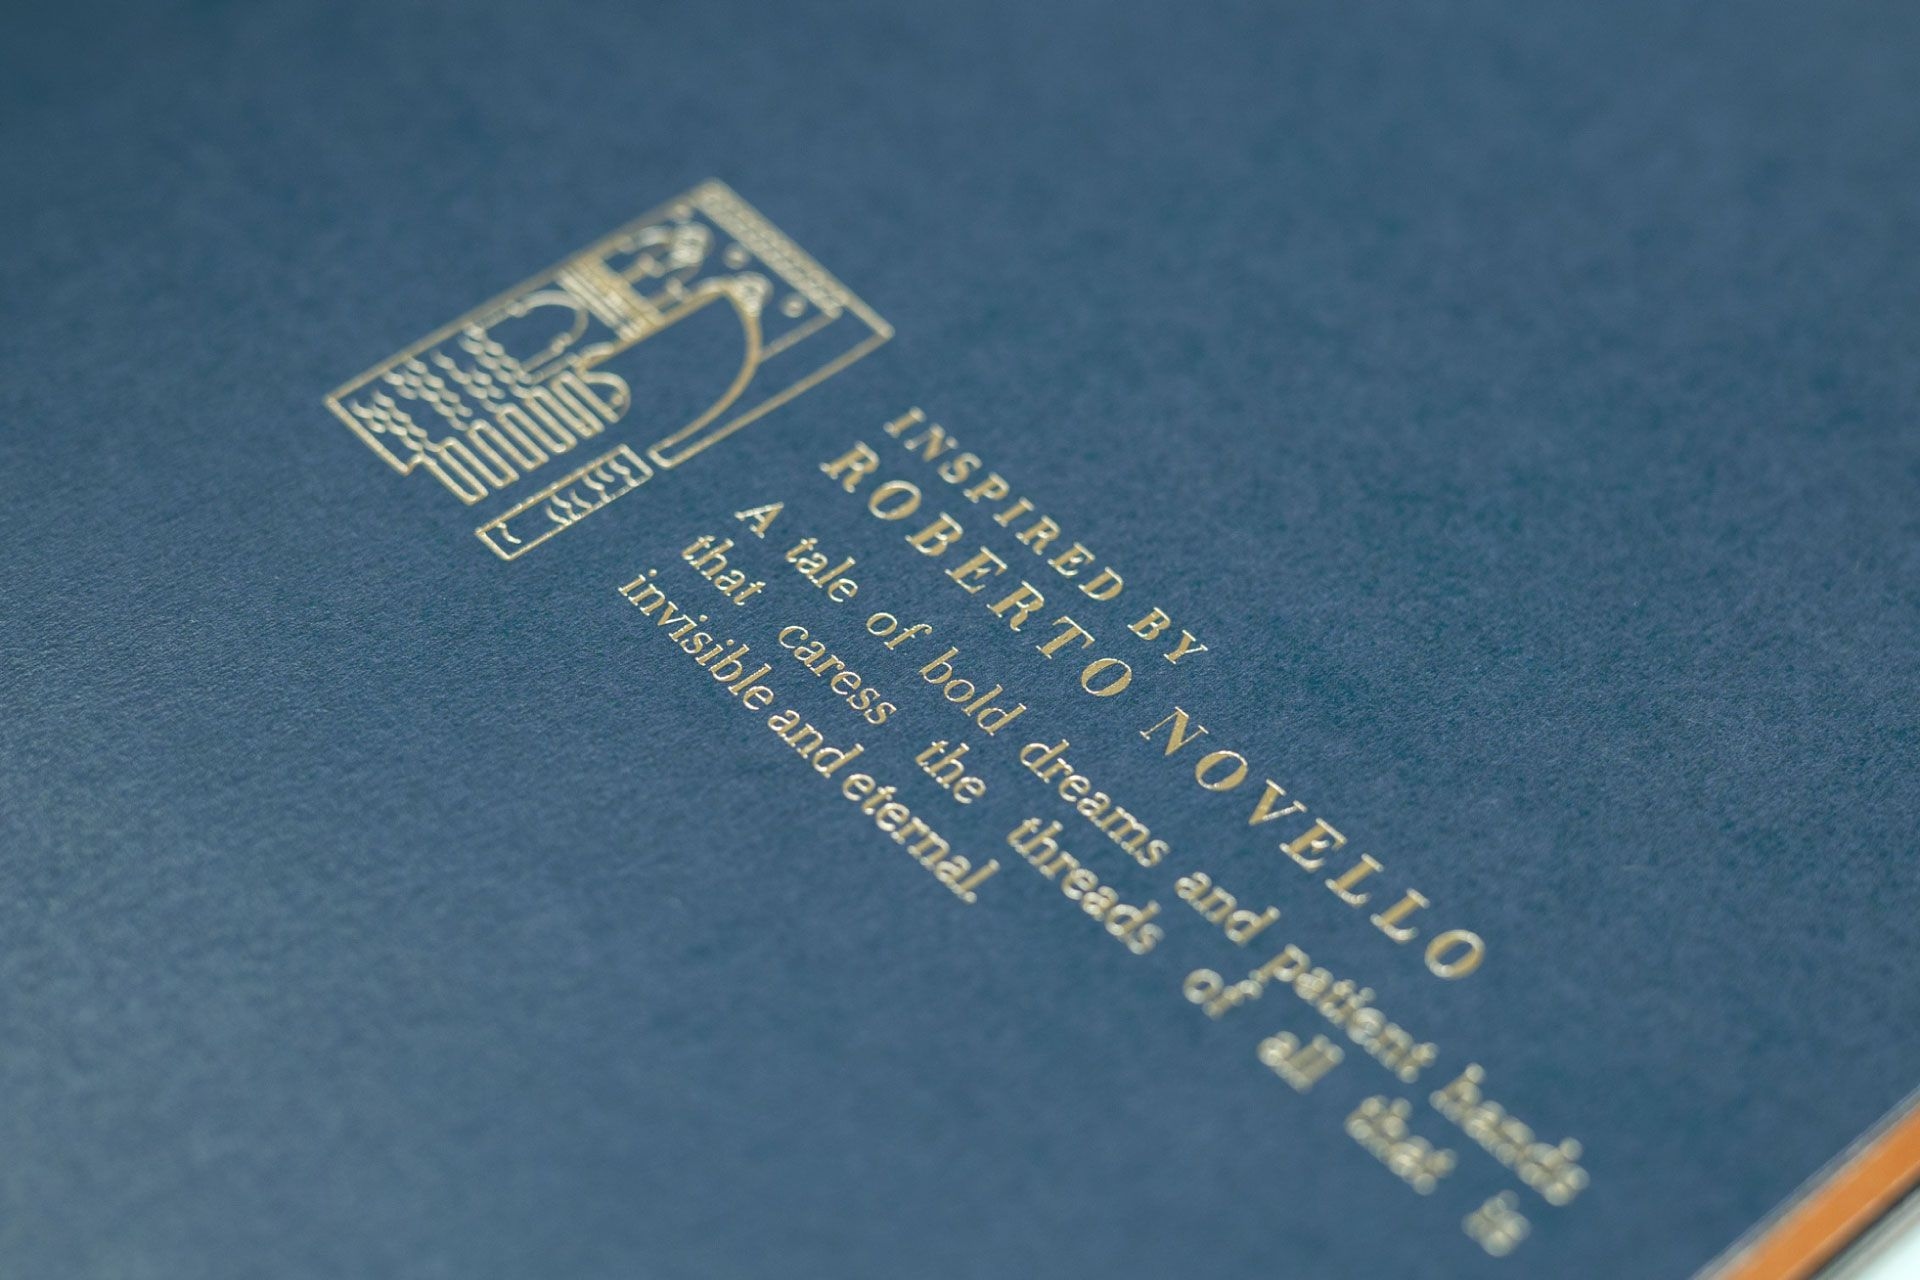 INSPIRED BY
ROBERTO NOVELLO
A tale of bold dreams and patient hands
that caress the threads of all that is
invisible and eternal.